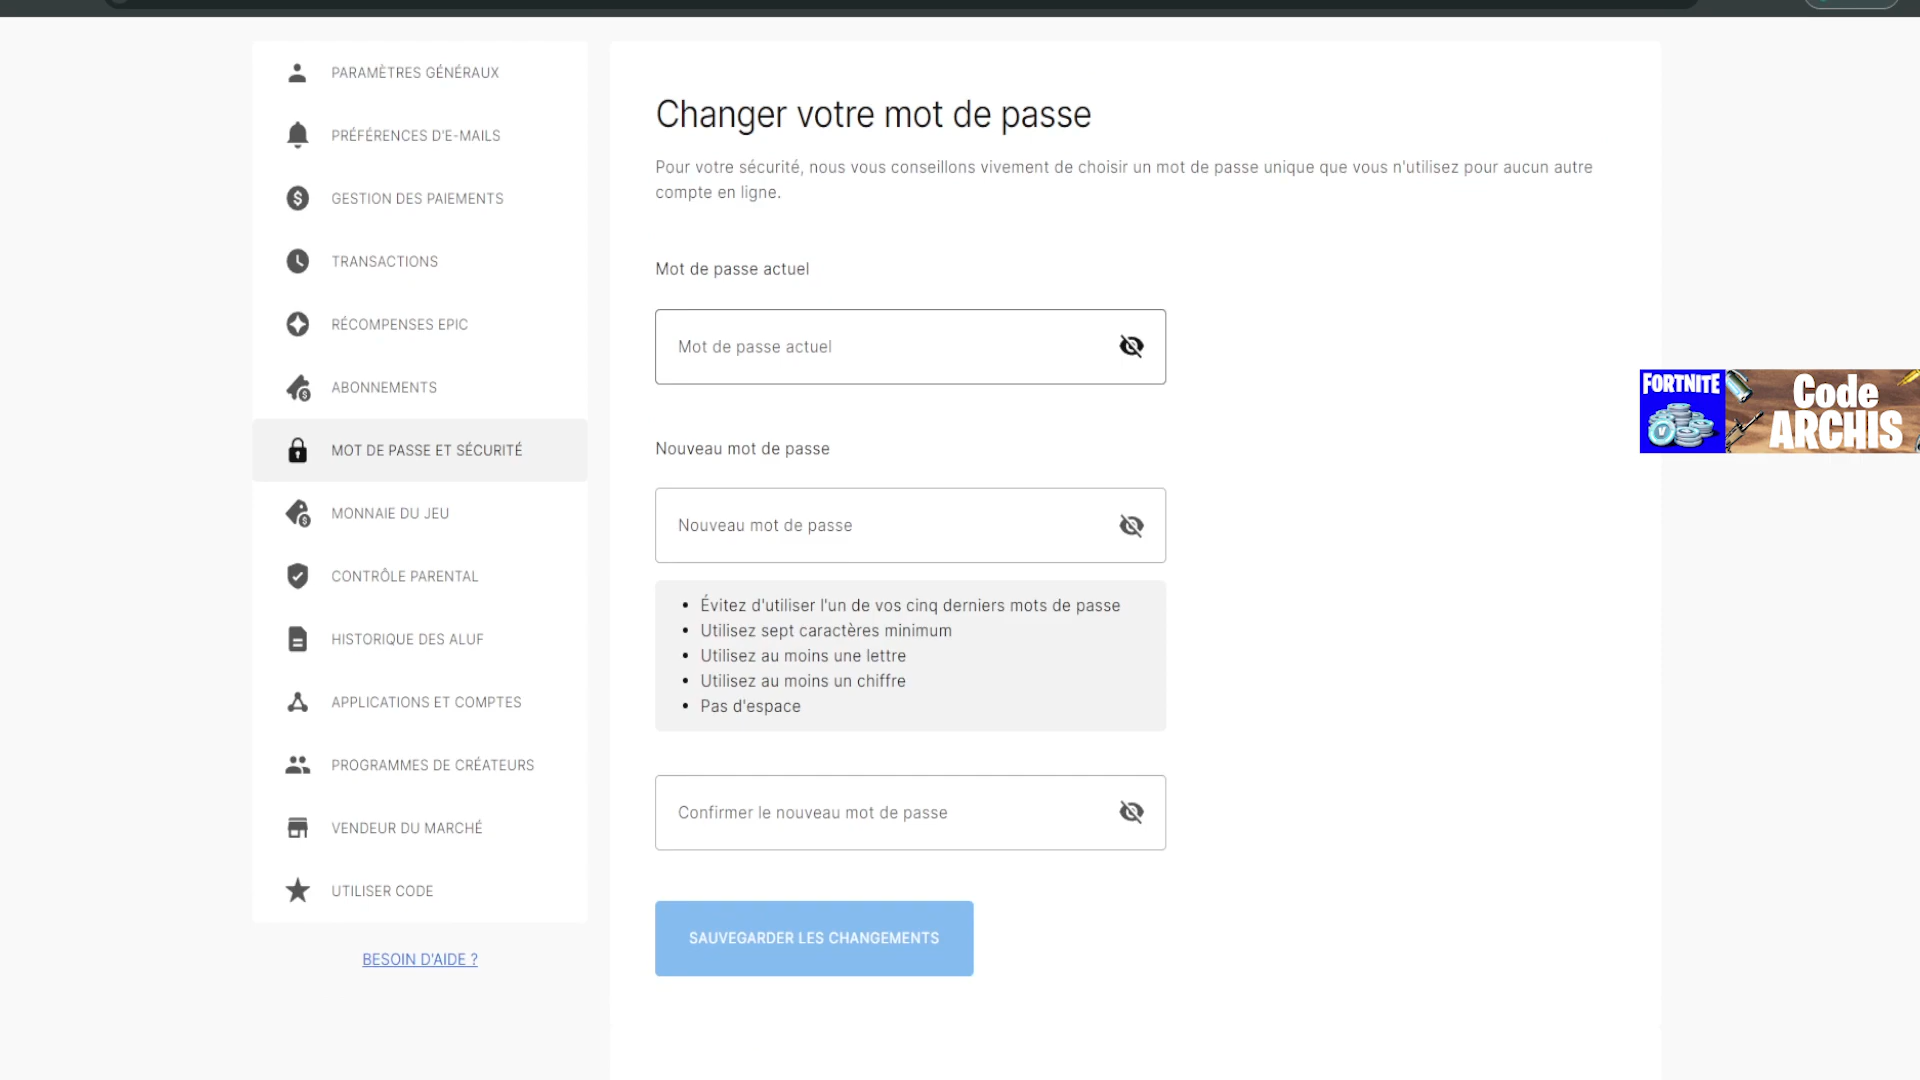 PARAMÈTRES GÉNÉRAUX
PRÉFÉRENCES D'E-MAILS
GESTION DES PAIEMENTS
TRANSACTIONS
RÉCOMPENSES EPIC
ABONNEMENTS
MOT DE PASSE ET SÉCURITÉ
MONNAIE DU JEU
CONTRÔLE PARENTAL
HISTORIQUE DES ALUF
APPLICATIONS ET COMPTES
PROGRAMMES DE CRÉATEURS
VENDEUR DU MARCHÉ
UTILISER CODE
BESOIN D'AIDE ?
Changer votre mot de passe
Pour votre sécurité, nous vous conseillons vivement de choisir un mot de passe unique que vous n'utilisez pour aucun autre
compte en ligne.
Mot de passe actuel
Mot de passe actuel
Nouveau mot de passe
Nouveau mot de passe
• Évitez d'utiliser l'un de vos cinq derniers mots de passe
• Utilisez sept caractères minimum
• Utilisez au moins une lettre
• Utilisez au moins un chiffre
• Pas d'espace
Confirmer le nouveau mot de passe
SAUVEGARDER LES CHANGEMENTS
FORTNITE
Code
ARCHIS